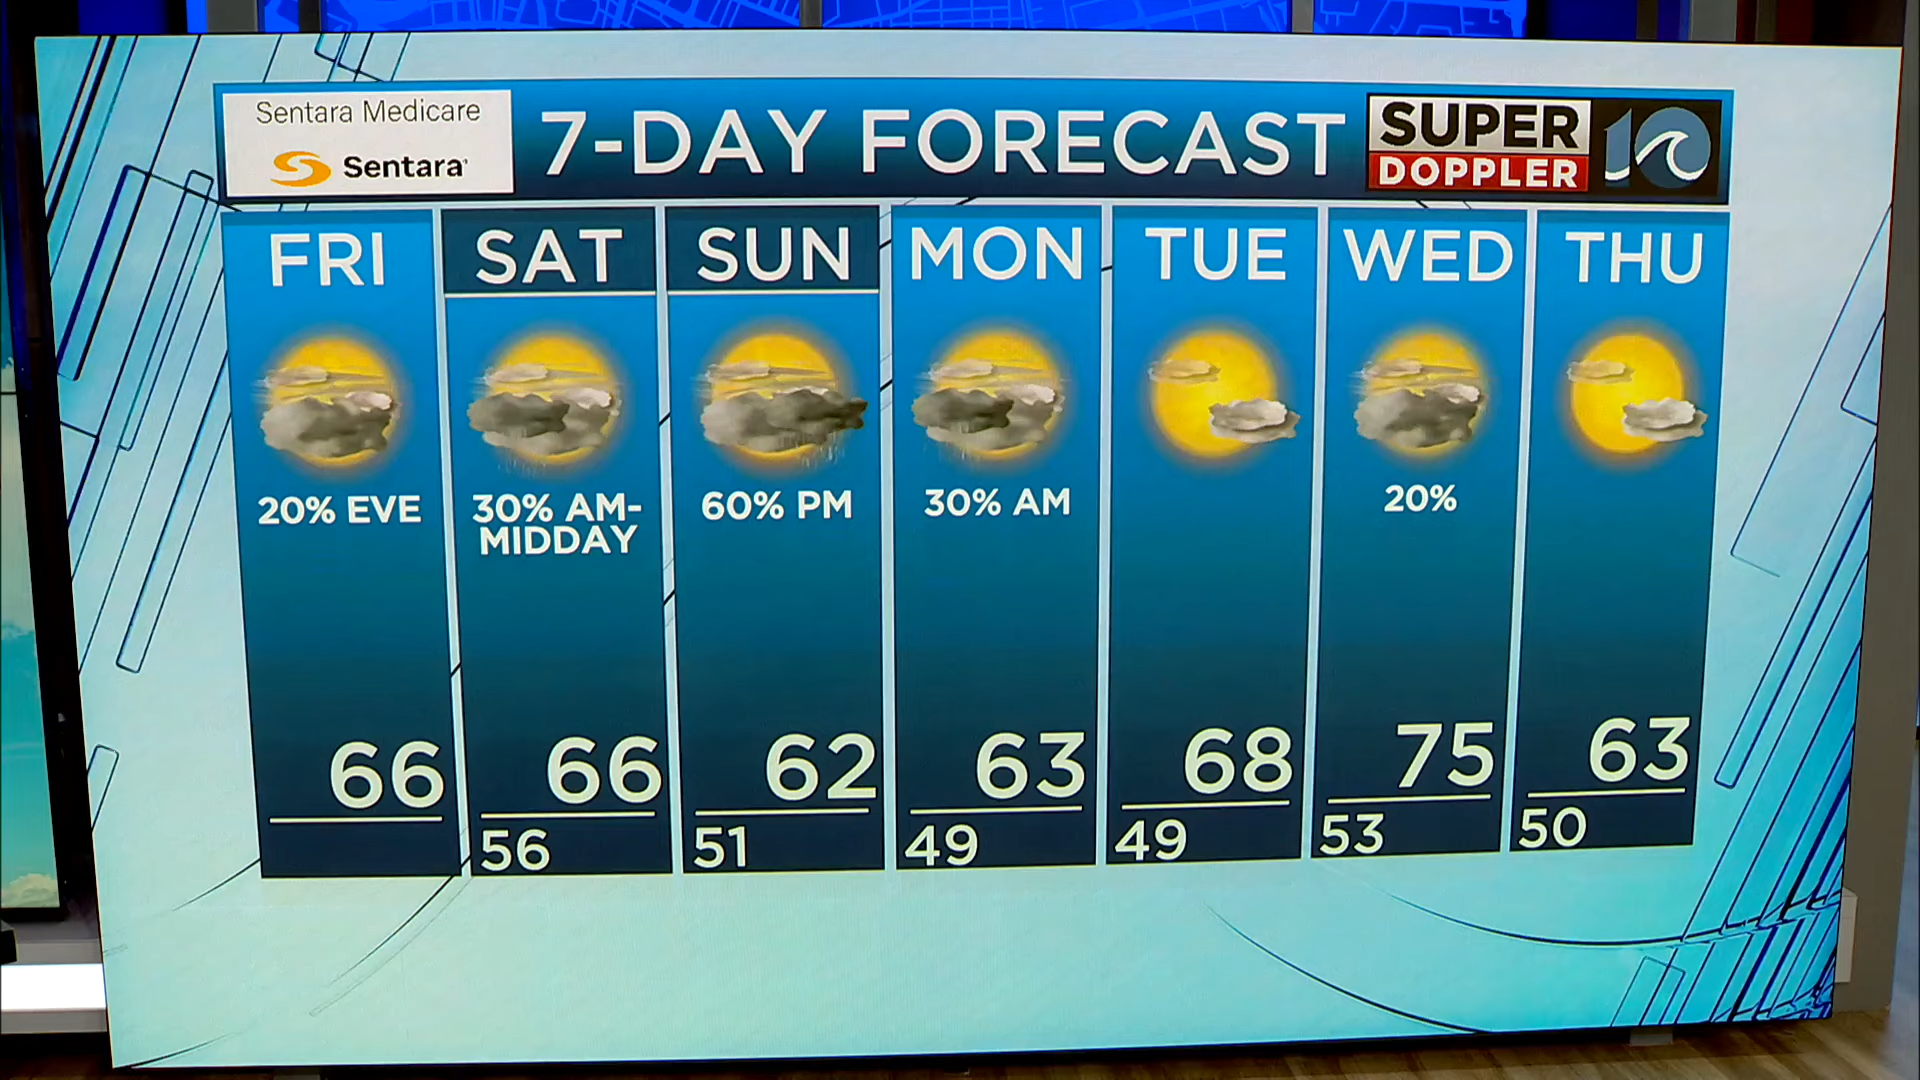 Sentara Medicare
Sentara
7-DAY FORECAST
SUPER
DOPPLER
10
FRI
SAT
SUN
MON
TUE
WED
THU
20% EVE
30% AM-
MIDDAY
60% PM
30% AM
20%
66
66
62
63
68
75
63
56
51
49
49
53
50